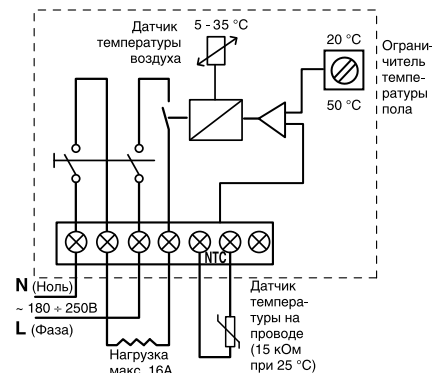 Датчик
температуры
воздуха
5 - 35 °C
20 °C
50 °C
Ограни-
читель
темпе-
ратуры
пола
NTC
N (Ноль)
~ 180 ÷ 250В
L (Фаза)
Нагрузка
макс. 16А
Датчик
темпера-
туры на
проводе
(15 кОм
при 25 °C)